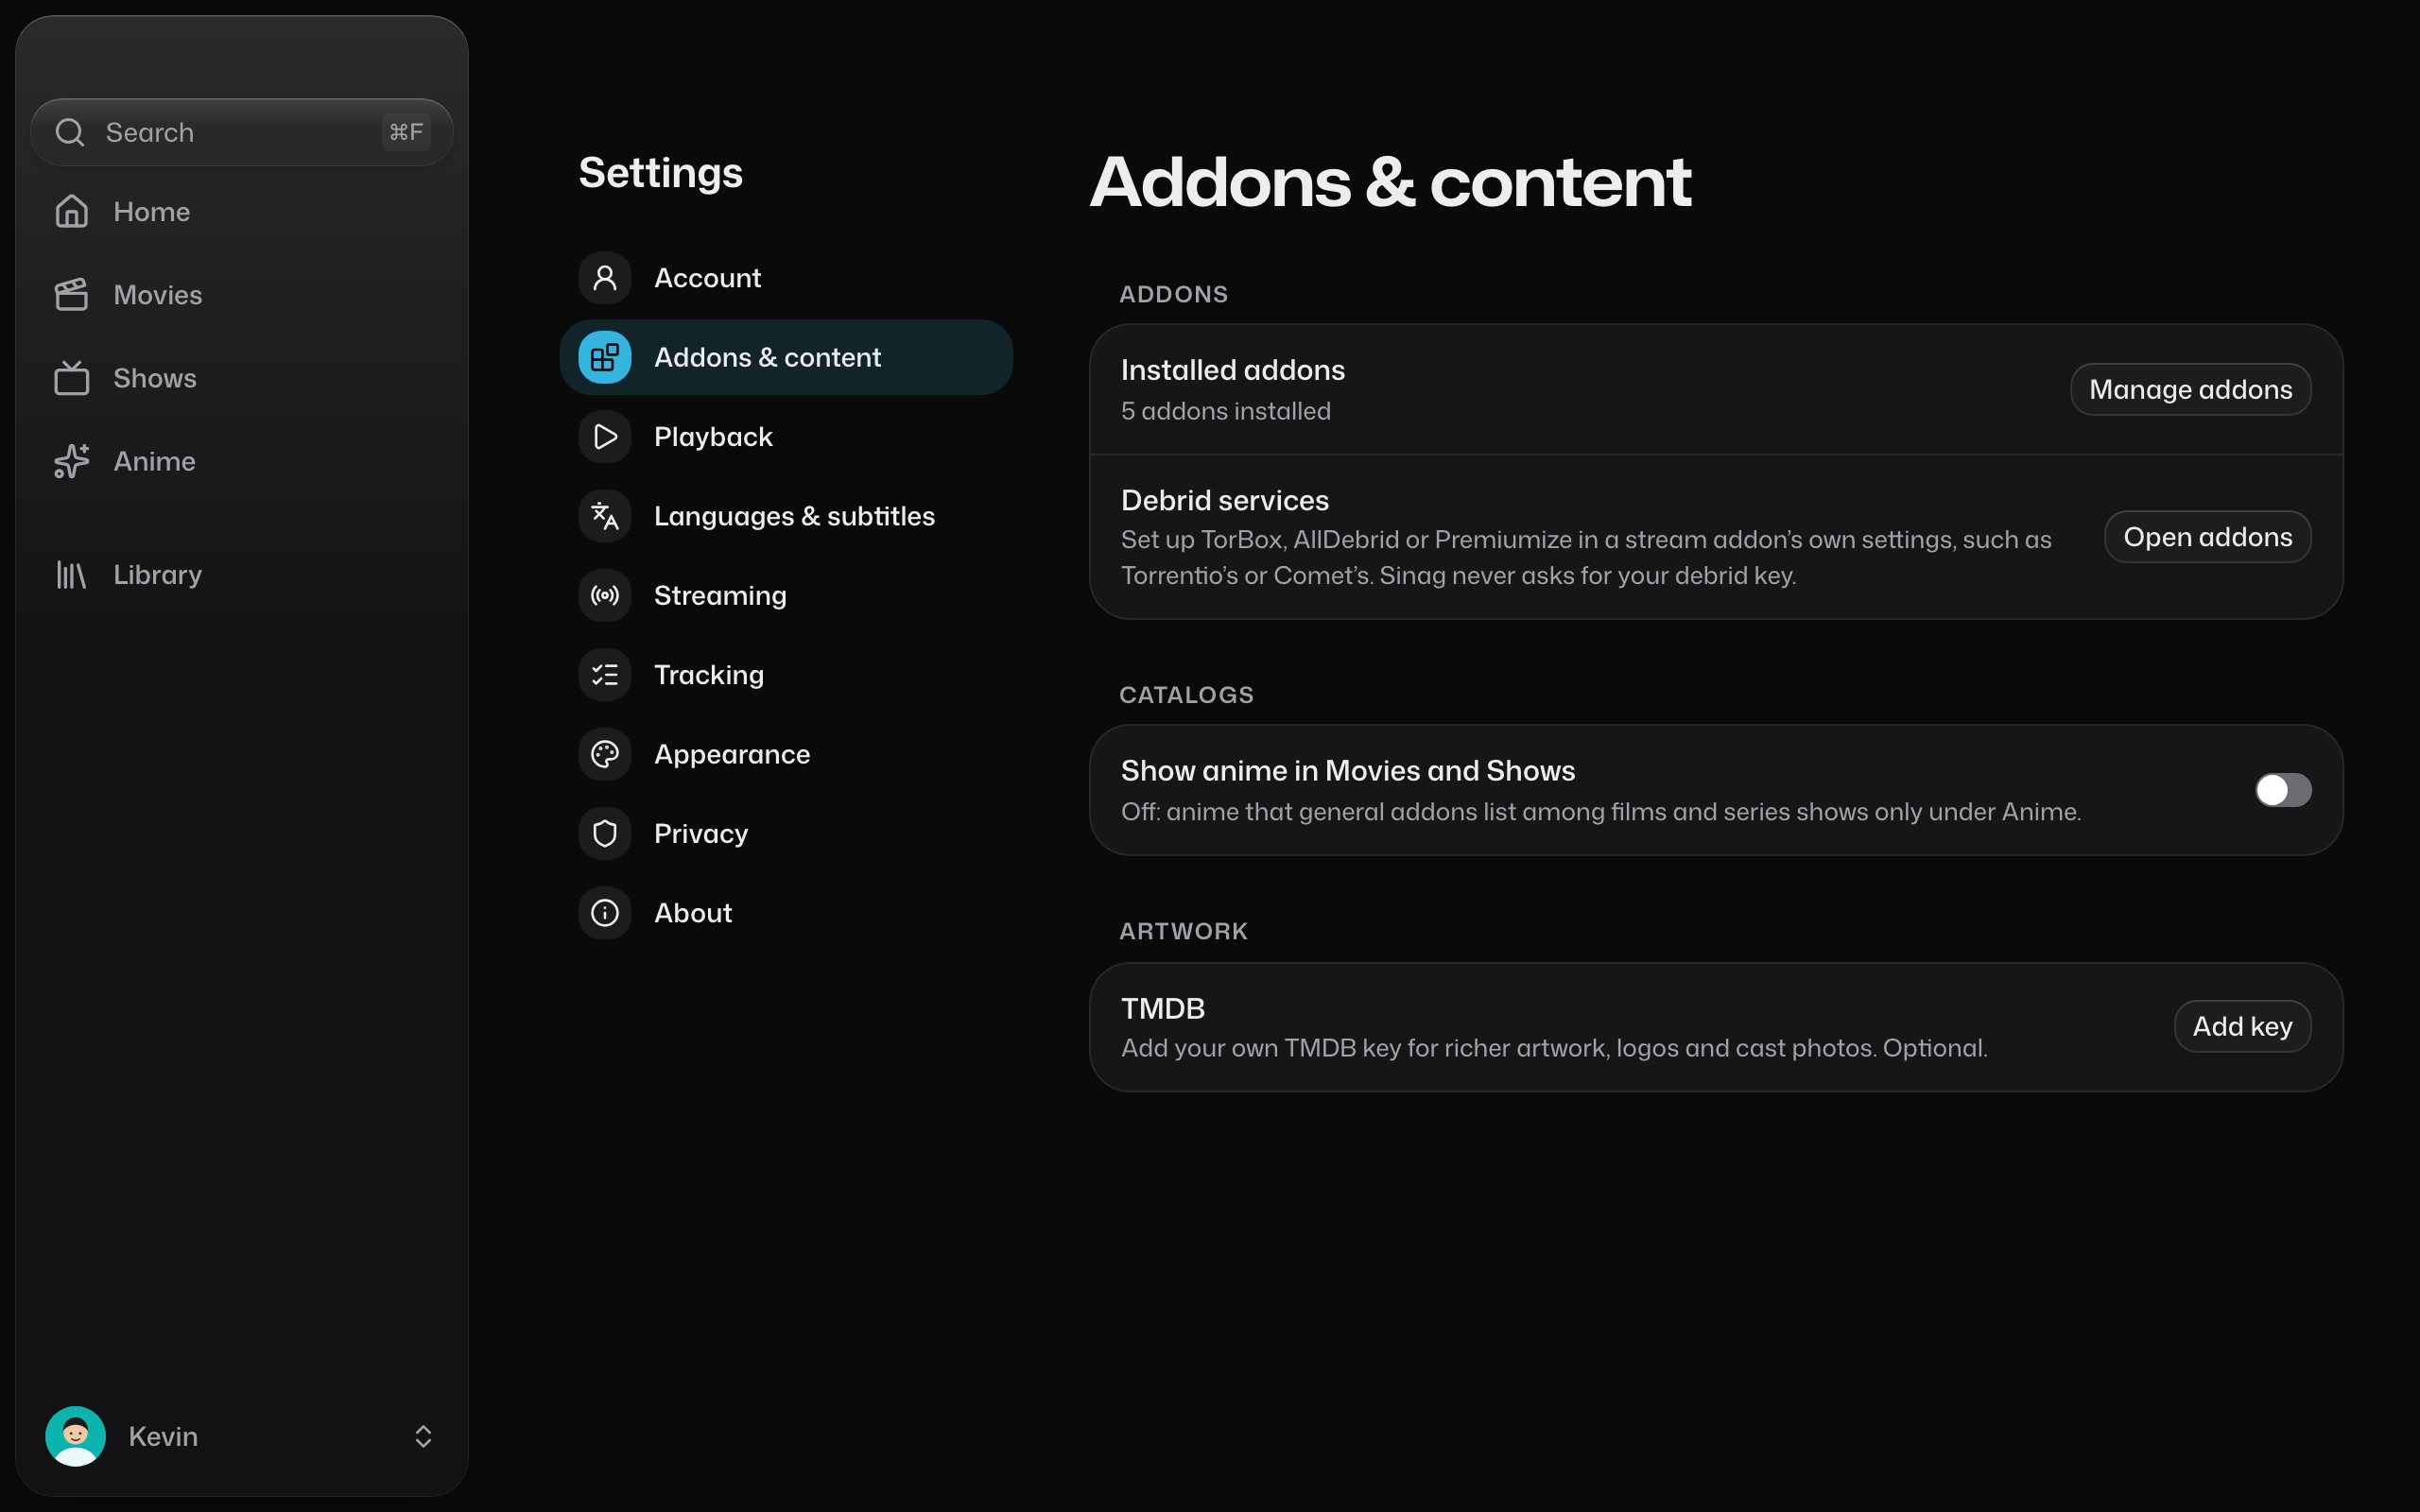 Search ⌘F
Home
Movies
Shows
Anime
Library
Kevin
Settings
Account
Addons & content
Playback
Languages & subtitles
Streaming
Tracking
Appearance
Privacy
About
Addons & content
ADDONS
Installed addons
5 addons installed
Manage addons
Debrid services
Set up TorBox, AllDebrid or Premiumize in a stream addon’s own settings, such as
Torrentio’s or Comet’s. Sinag never asks for your debrid key.
Open addons
CATALOGS
Show anime in Movies and Shows
Off: anime that general addons list among films and series shows only under Anime.
ARTWORK
TMDB
Add your own TMDB key for richer artwork, logos and cast photos. Optional.
Add key